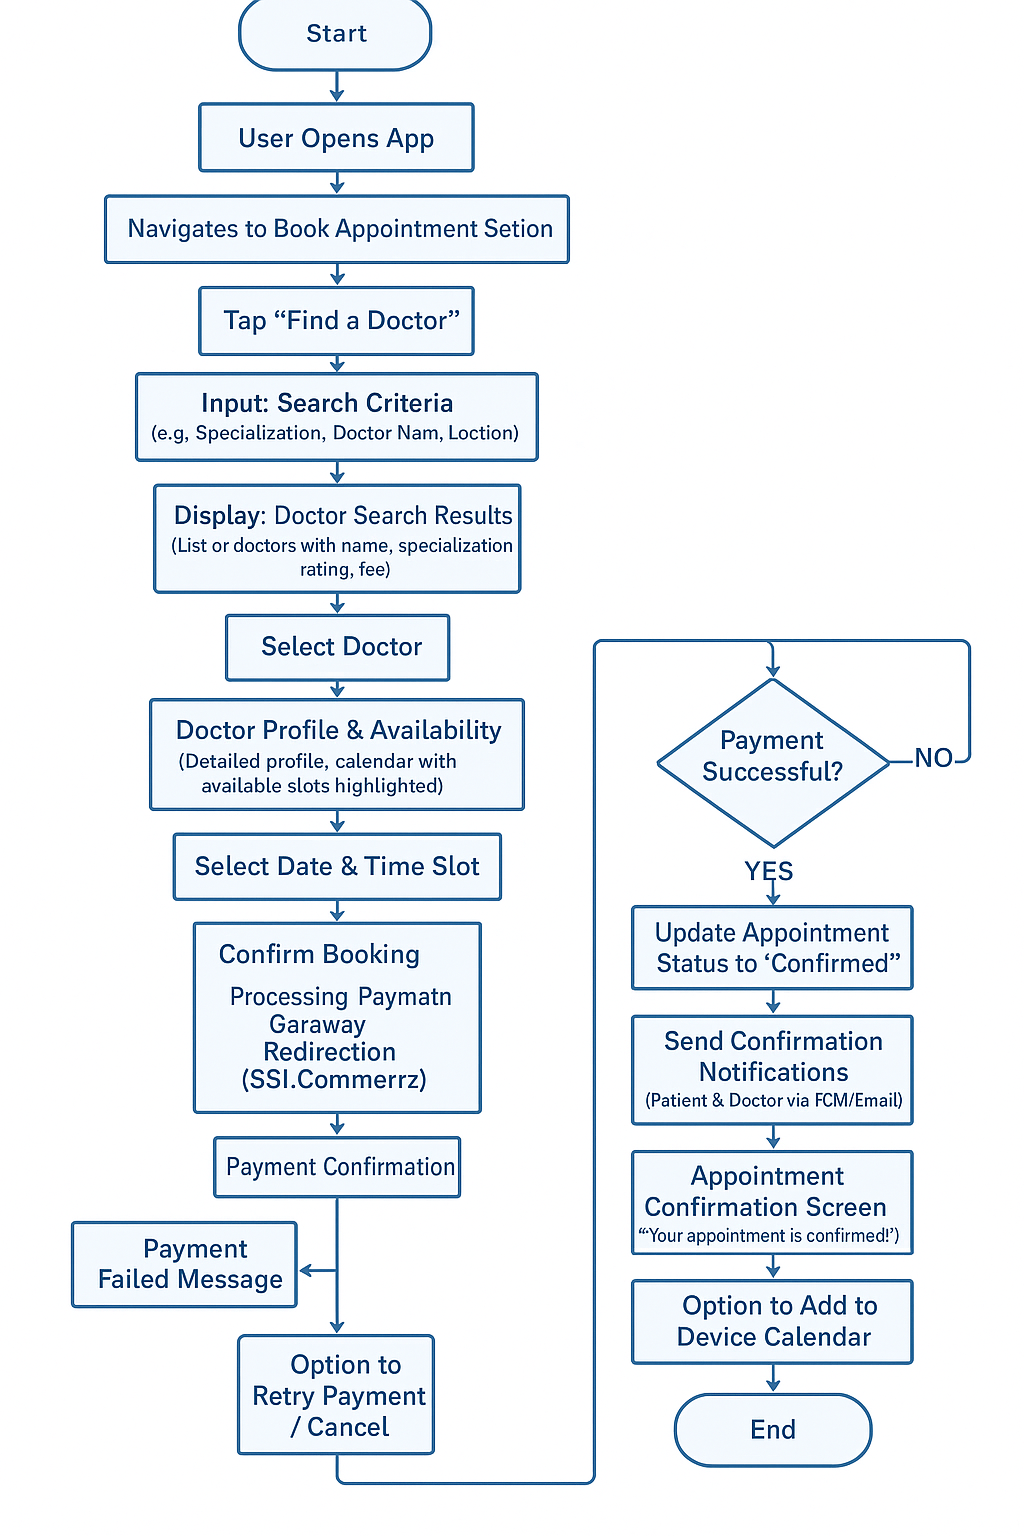 Start
User Opens App
Navigates to Book Appointment Setion
Tap “Find a Doctor”
Input: Search Criteria
(e.g, Specialization, Doctor Nam, Loction)
Display: Doctor Search Results
(List or doctors with name, specialization
rating, fee)
Select Doctor
Doctor Profile & Availability
(Detailed profile, calendar with
available slots highlighted)
Select Date & Time Slot
Confirm Booking
Processing Paymatn
Garaway
Redirection
(SSI.Commerrz)
Payment Confirmation
Payment
Failed Message
Option to
Retry Payment
/ Cancel
Payment
Successful?
NO
YES
Update Appointment
Status to ‘Confirmed”
Send Confirmation
Notifications
(Patient & Doctor via FCM/Email)
Appointment
Confirmation Screen
“‘Your appointment is confirmed!’)
Option to Add to
Device Calendar
End